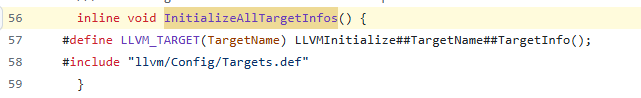 56 inline void InitializeAllTargetInfos() {
57 #define LLVM_TARGET(TargetName) LLVMInitialize##TargetName##TargetInfo();
58 #include "llvm/Config/Targets.def"
59 }